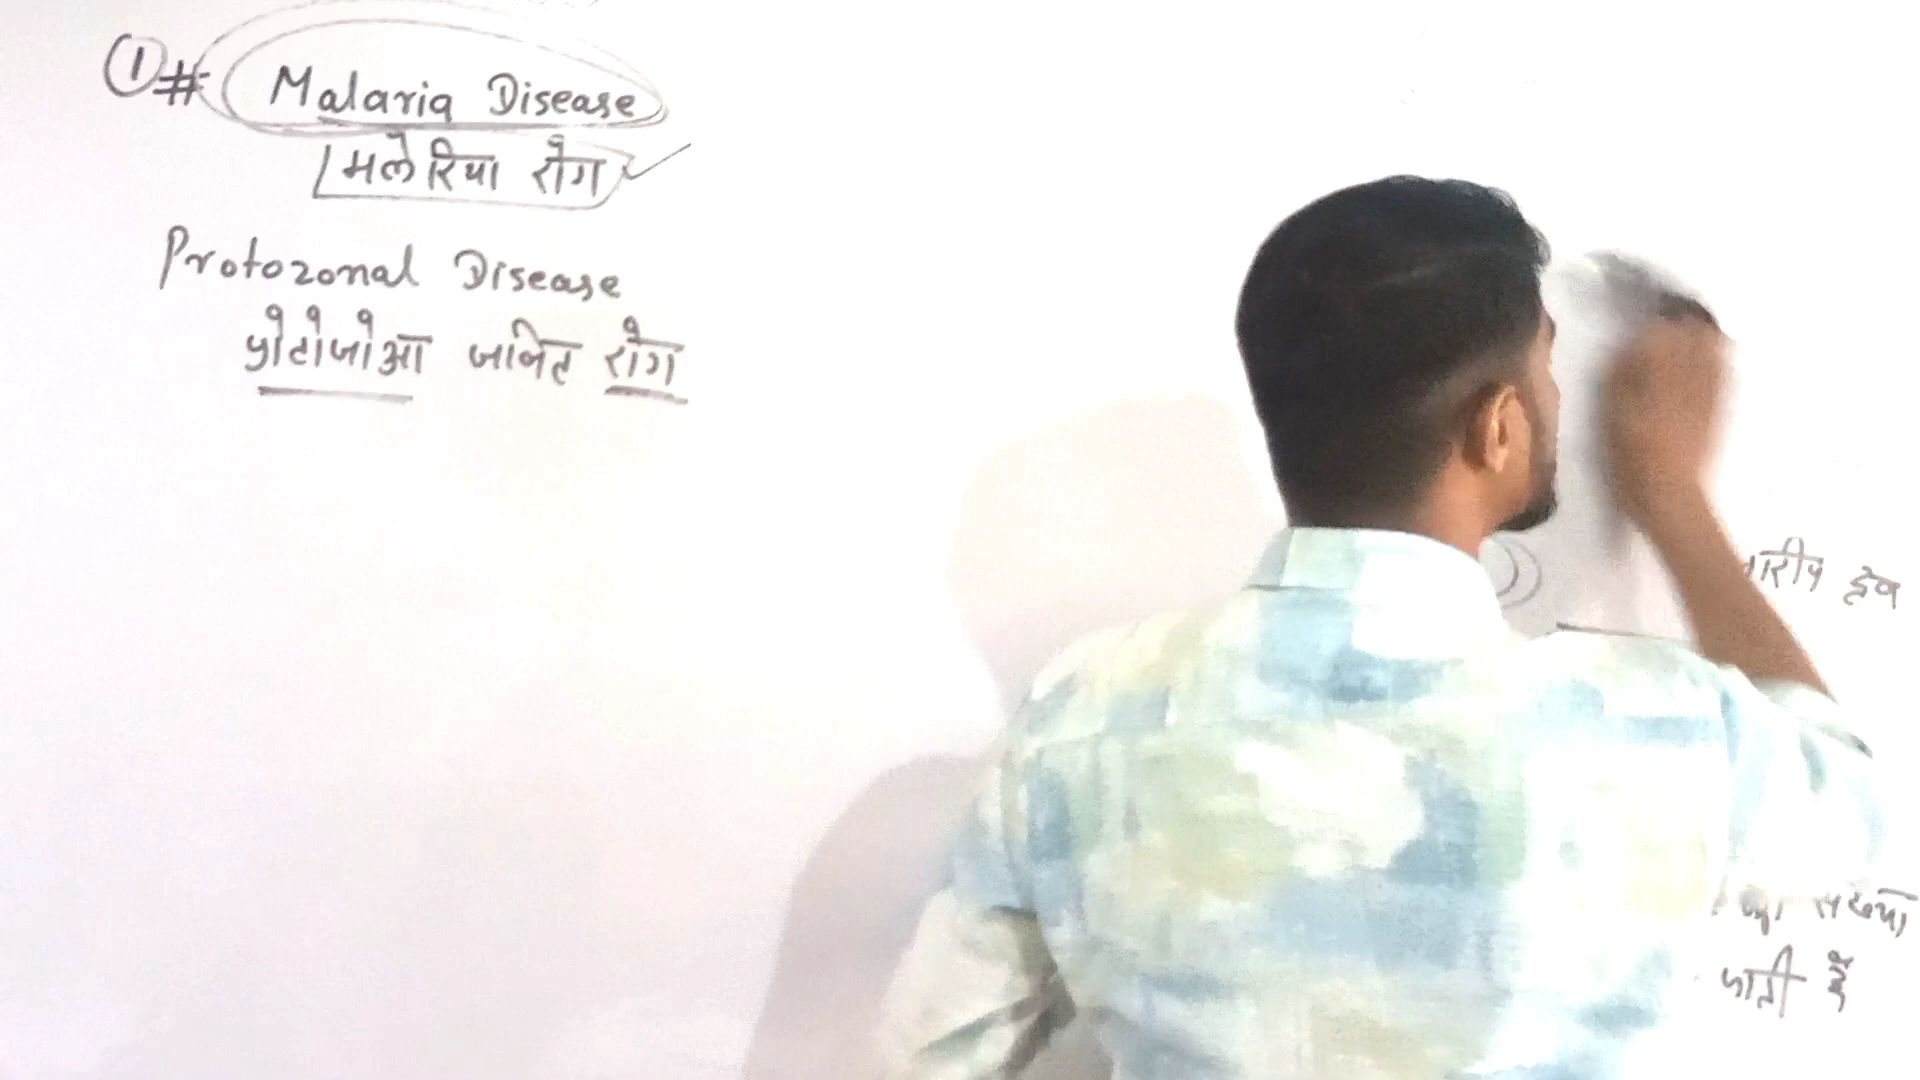 ① # Malaria Disease
मलेरिया रोग
Protozonal Disease
प्रोटोजोआ जनित रोग
संख्या
जाती है